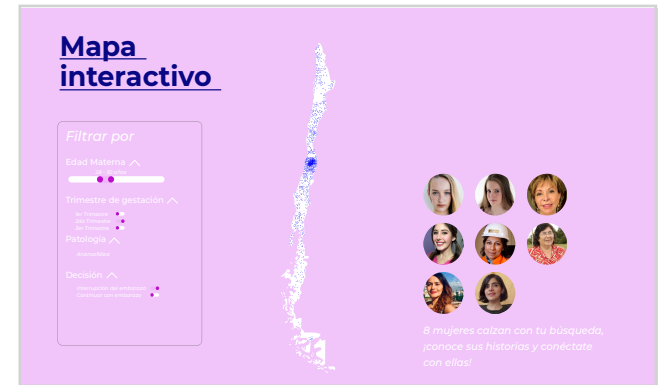 Mapa
interactivo
Filtrar por
Edad Materna
Trimestre de gestación
1er Trimestre
2do Trimestre
3er Trimestre
Patología
Decisión
Interrupción del embarazo
Continuar con embarazo
8 mujeres calzan con tu búsqueda,
¡conoce sus historias y conéctate
con ellas!